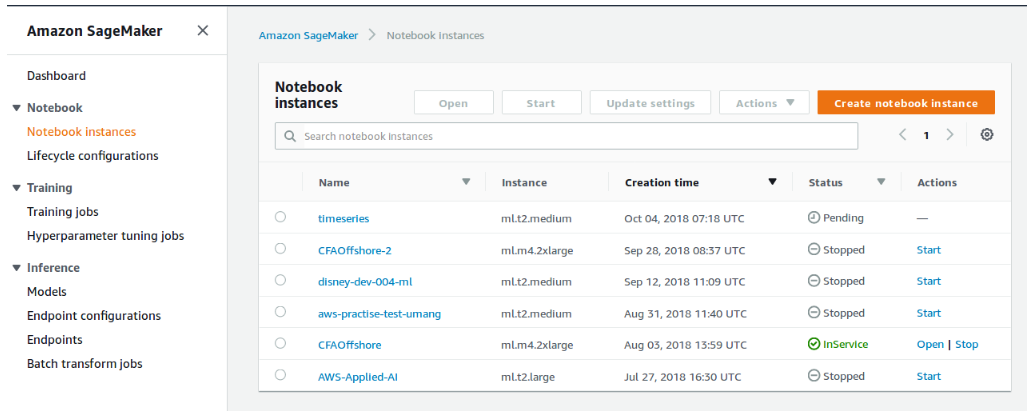 Amazon SageMaker
Dashboard
Notebook
Notebook instances
Lifecycle configurations
Training
Training jobs
Hyperparameter tuning jobs
Inference
Models
Endpoint configurations
Endpoints
Batch transform jobs
Amazon SageMaker > Notebook instances
Notebook
instances
Open Start Update settings Actions Create notebook instance
Search notebook instances
1
Name Instance Creation time Status Actions
timeseries ml.t2.medium Oct 04, 2018 07:18 UTC Pending —
CFAOffshore-2 ml.m4.2xlarge Sep 28, 2018 08:37 UTC Stopped Start
disney-dev-004-ml ml.t2.medium Sep 12, 2018 11:09 UTC Stopped Start
aws-practise-test-umang ml.t2.medium Aug 31, 2018 11:40 UTC Stopped Start
CFAOffshore ml.m4.2xlarge Aug 03, 2018 13:59 UTC InService Open | Stop
AWS-Applied-AI ml.t2.large Jul 27, 2018 16:30 UTC Stopped Start